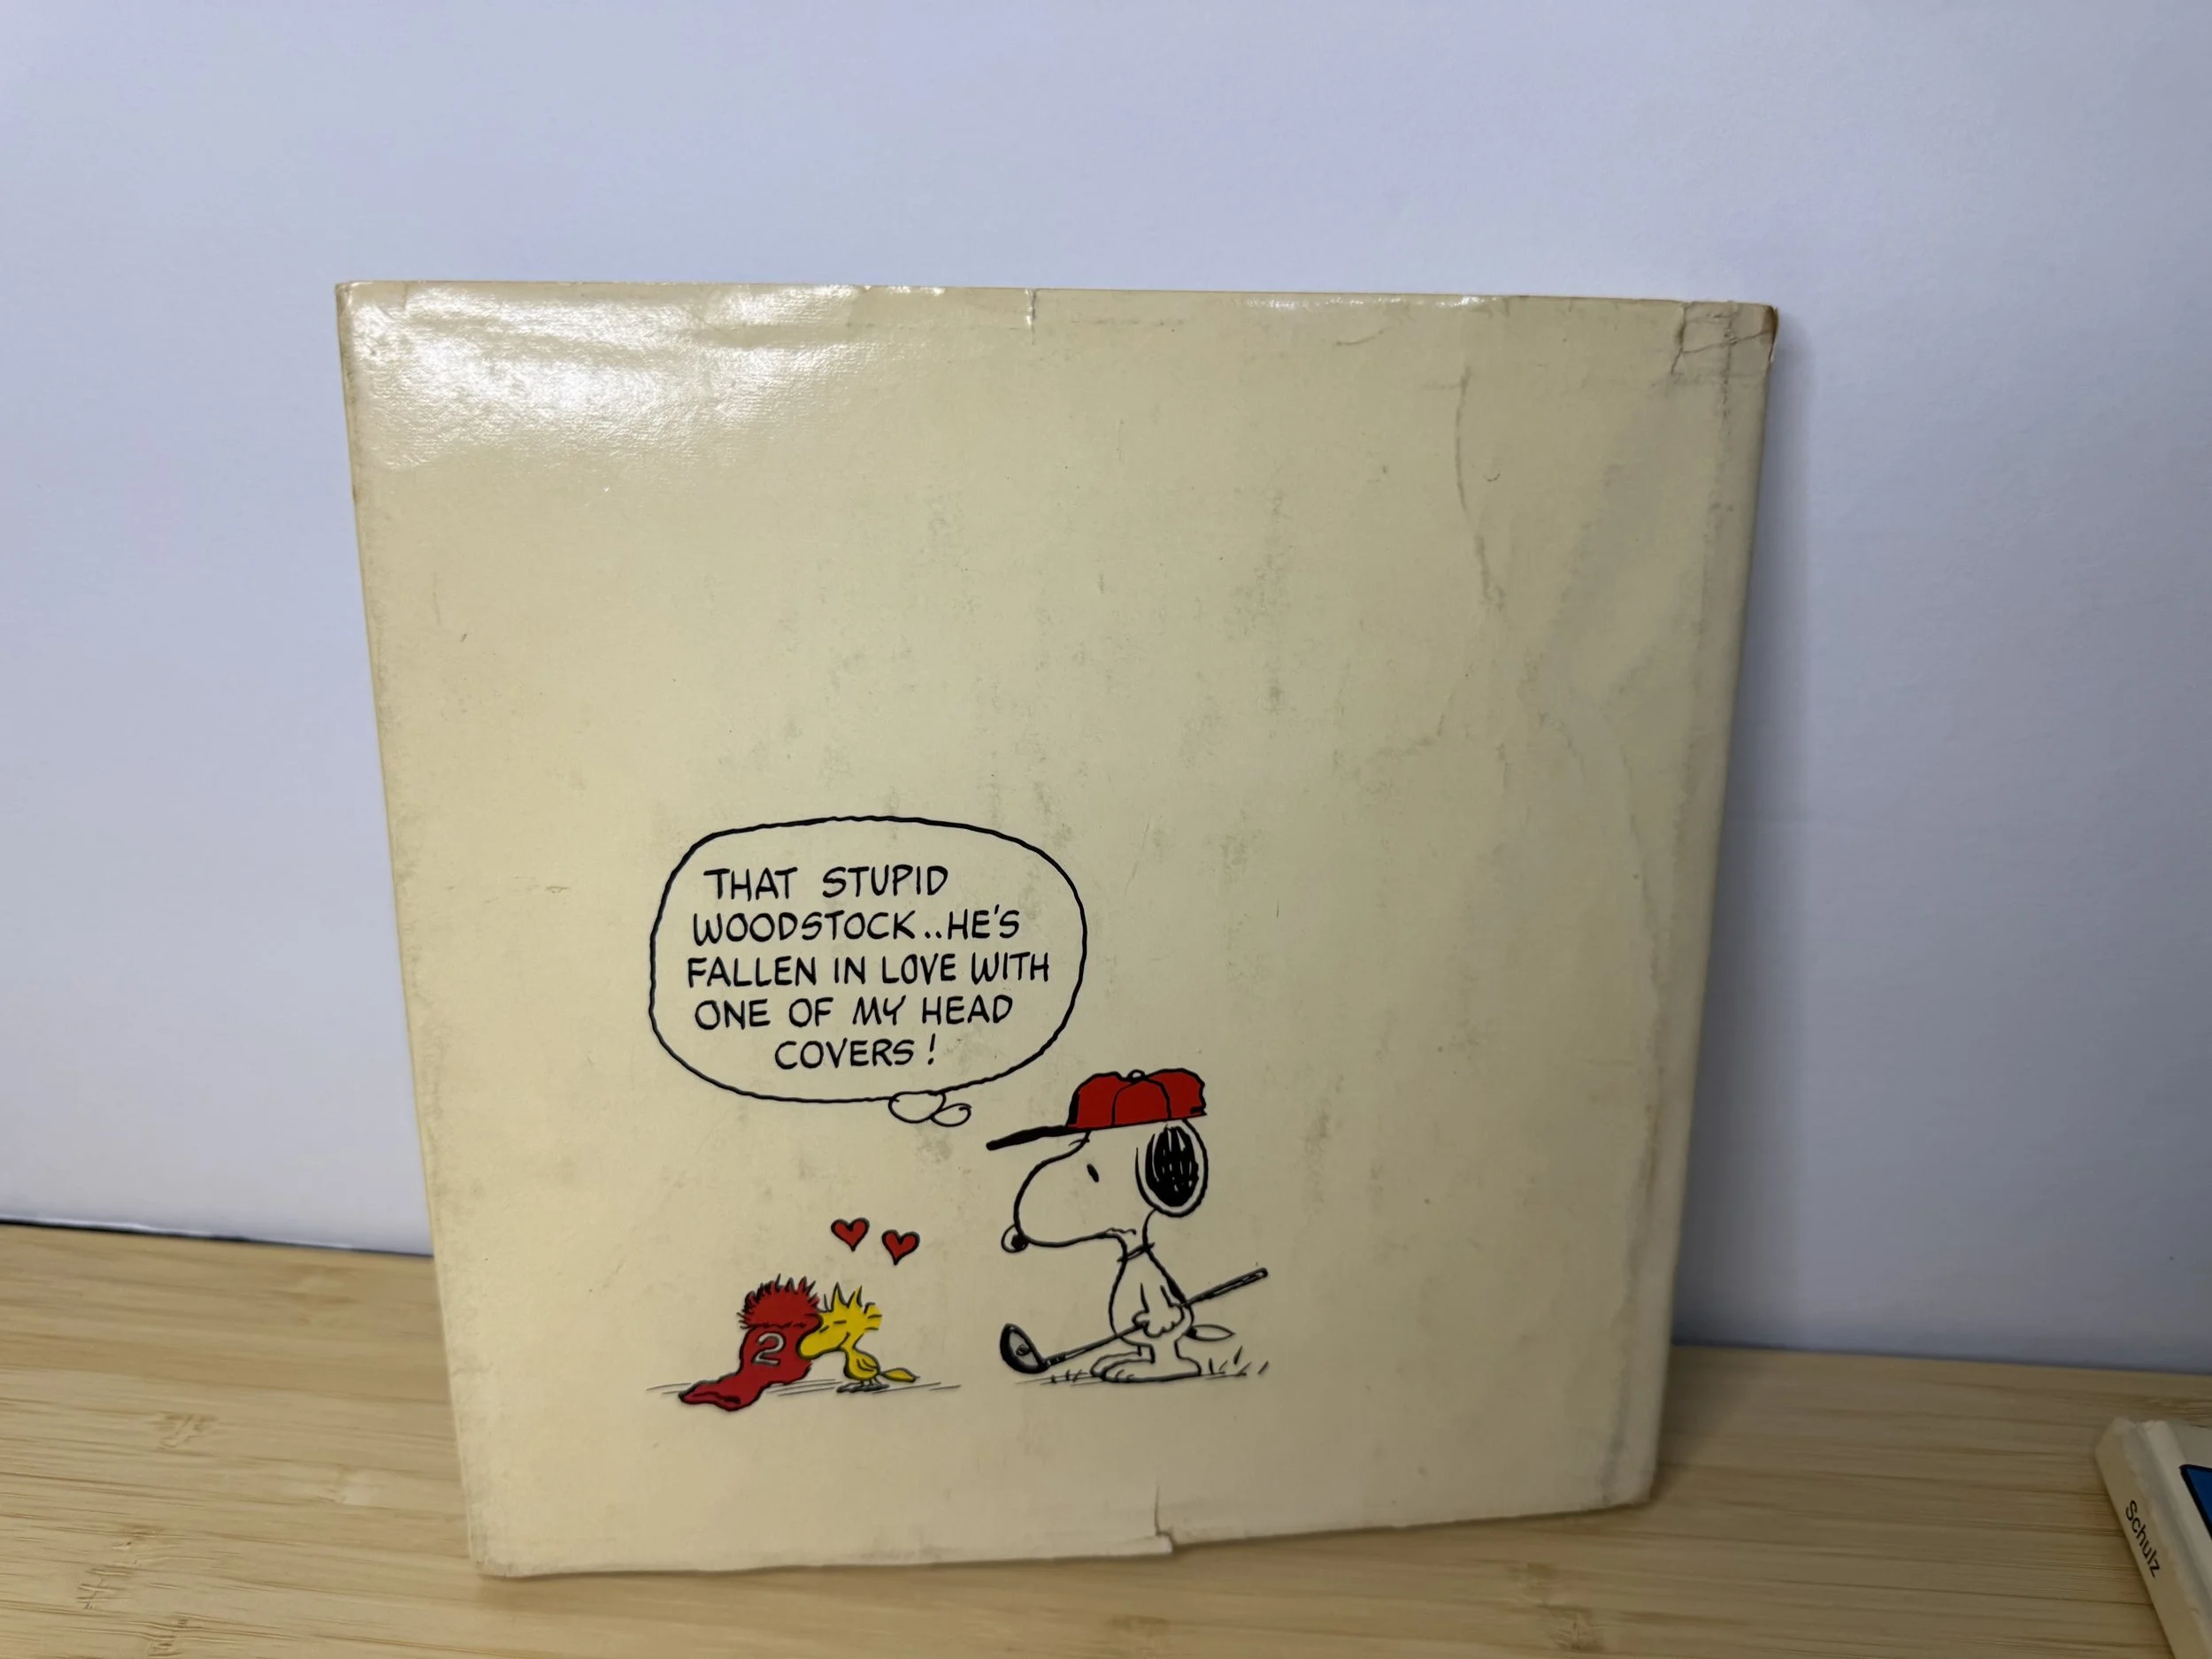 THAT STUPID
WOODSTOCK..HE'S
FALLEN IN LOVE WITH
ONE OF MY HEAD
COVERS!
2
Schulz